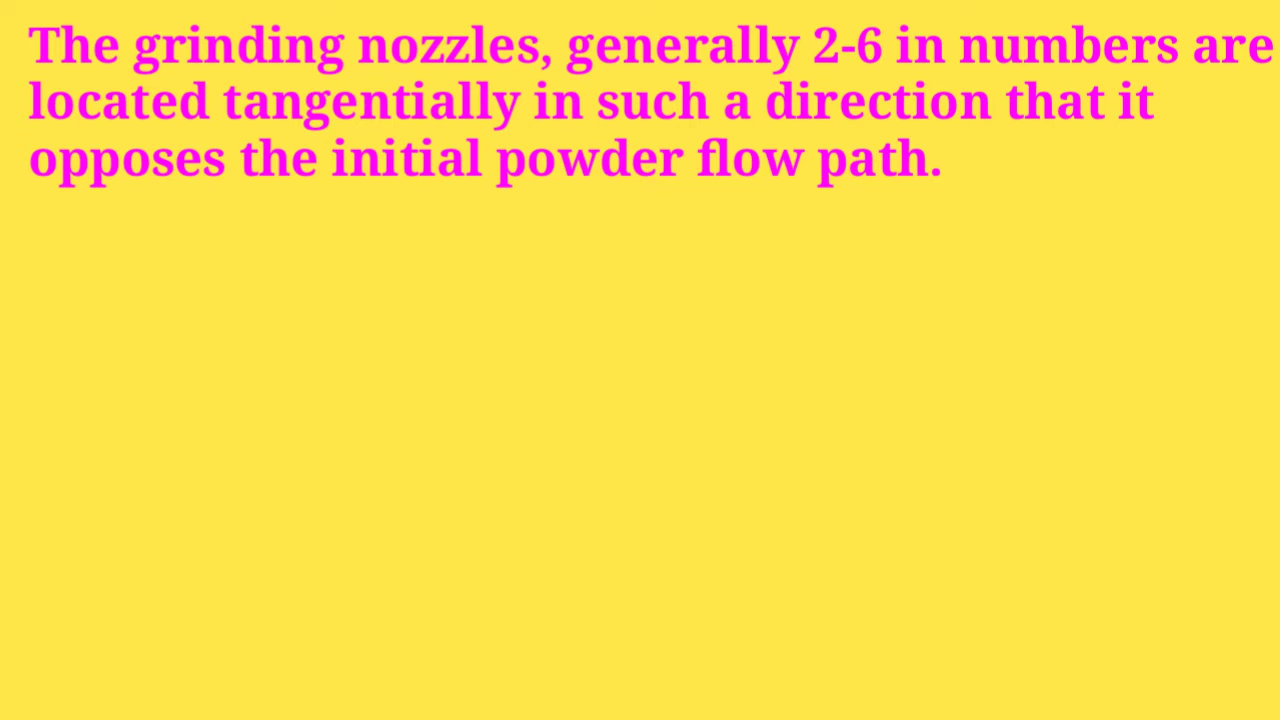 The grinding nozzles, generally 2-6 in numbers are
located tangentially in such a direction that it
opposes the initial powder flow path.